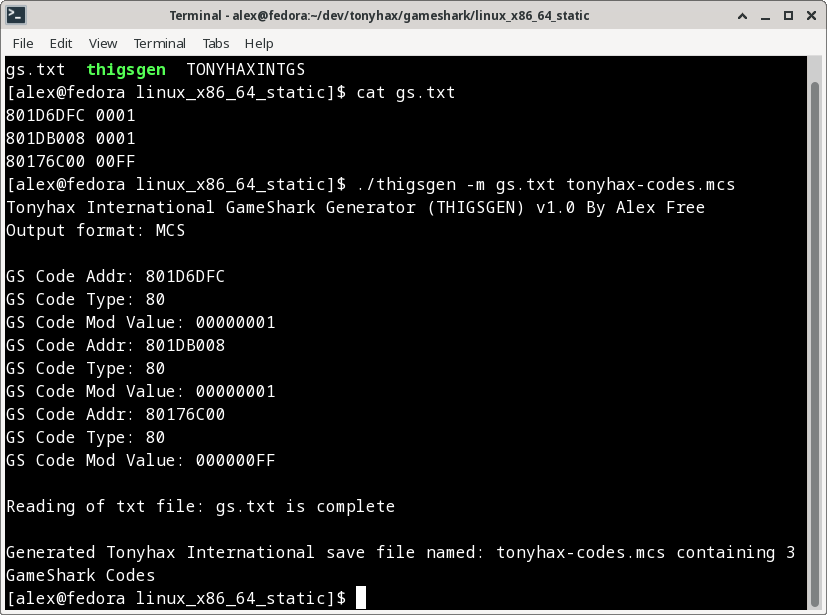 Terminal - alex@fedora:~/dev/tonyhax/gameshark/linux_x86_64_static
File Edit View Terminal Tabs Help
gs.txt thigsgen TONYHAXINTGS
[alex@fedora linux_x86_64_static]$ cat gs.txt
801D6DFC 0001
801DB008 0001
80176C00 00FF
[alex@fedora linux_x86_64_static]$ ./thigsgen -m gs.txt tonyhax-codes.mcs
Tonyhax International GameShark Generator (THIGSGEN) v1.0 By Alex Free
Output format: MCS
GS Code Addr: 801D6DFC
GS Code Type: 80
GS Code Mod Value: 00000001
GS Code Addr: 801DB008
GS Code Type: 80
GS Code Mod Value: 00000001
GS Code Addr: 80176C00
GS Code Type: 80
GS Code Mod Value: 000000FF
Reading of txt file: gs.txt is complete
Generated Tonyhax International save file named: tonyhax-codes.mcs containing 3
GameShark Codes
[alex@fedora linux_x86_64_static]$